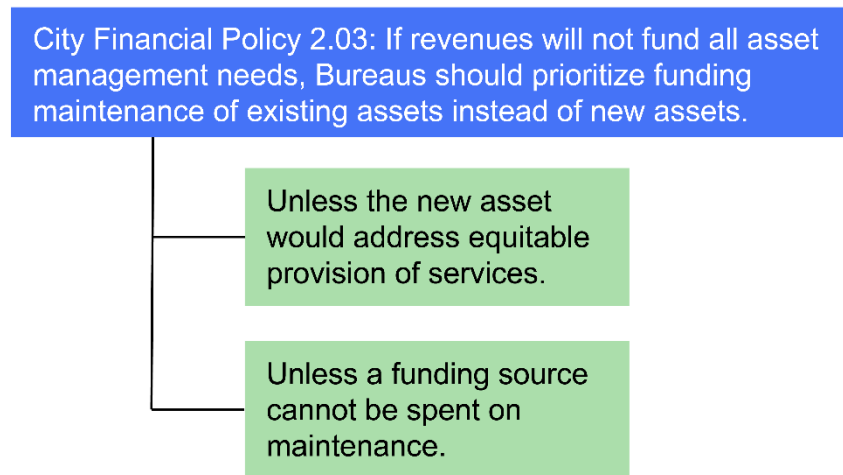 City Financial Policy 2.03: If revenues will not fund all asset
management needs, Bureaus should prioritize funding
maintenance of existing assets instead of new assets.
Unless the new asset
would address equitable
provision of services.
Unless a funding source
cannot be spent on
maintenance.